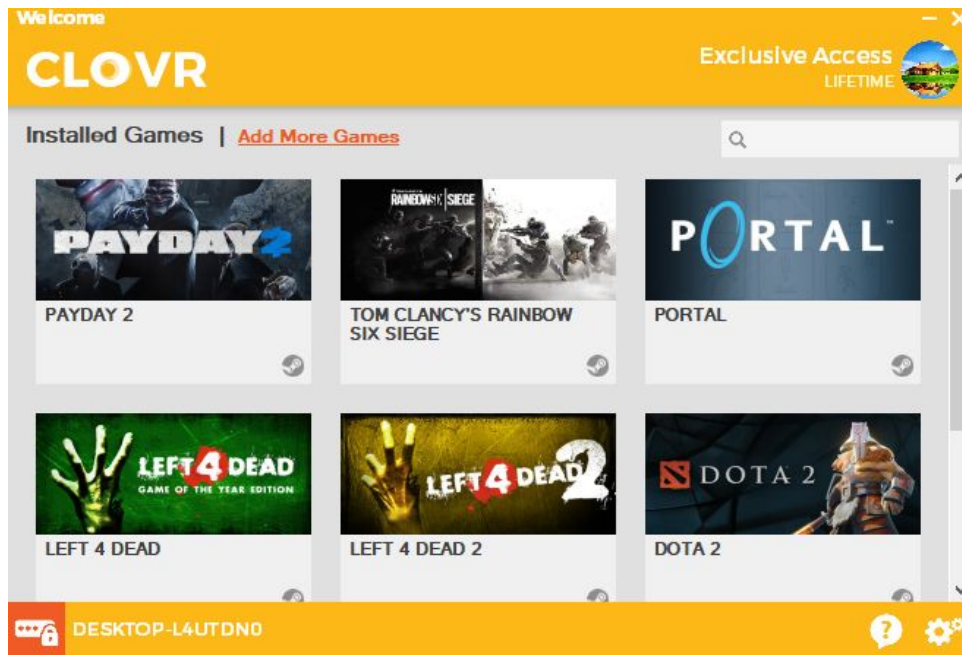 Welcome
CLOVR
Exclusive Access
LIFETIME
Installed Games | Add More Games
PAYDAY 2
RAINBOW SIX | SIEGE
PORTAL™
PAYDAY 2
TOM CLANCY'S RAINBOW
SIX SIEGE
PORTAL
LEFT 4 DEAD
GAME OF THE YEAR EDITION
LEFT 4 DEAD 2
DOTA 2
LEFT 4 DEAD
LEFT 4 DEAD 2
DOTA 2
DESKTOP-L4UTDN0
?